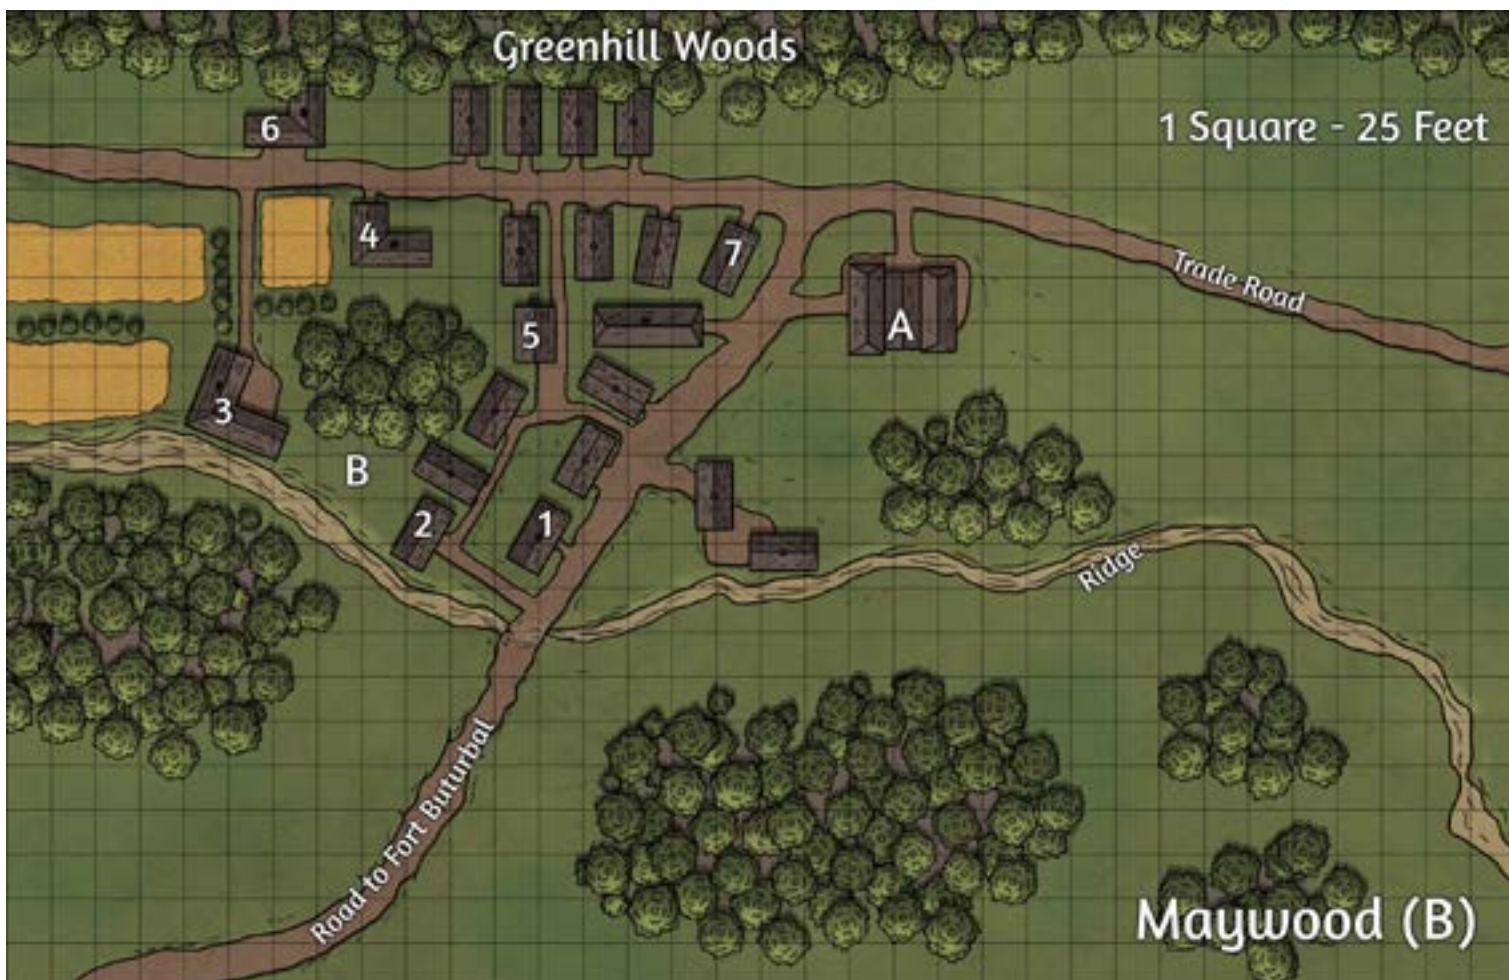 Greenhill Woods
1 Square - 25 Feet
6
4
7
Trade Road
5
A
3
B
2
1
Ridge
Road to Fort Buturbal
Maywood (B)